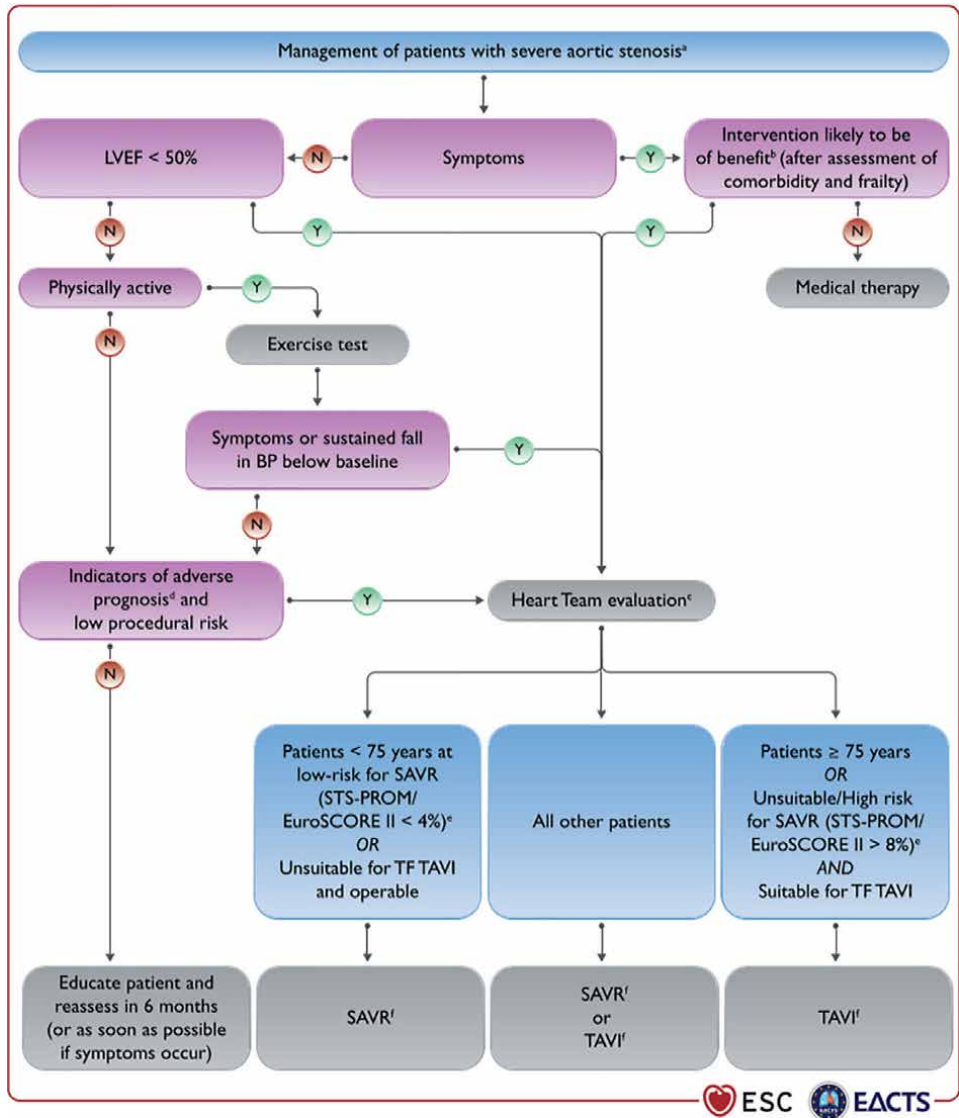 Management of patients with severe aortic stenosisᵃ
LVEF < 50%
N
Symptoms
Y
Intervention likely to be
of benefitᵇ (after assessment of
comorbidity and frailty)
N
Y
Y
N
Physically active
Y
Medical therapy
N
Exercise test
Symptoms or sustained fall
in BP below baseline
Y
N
Indicators of adverse
prognosisᵈ and
low procedural risk
Y
Heart Team evaluationᶜ
N
Patients < 75 years at
low-risk for SAVR
(STS-PROM/
EuroSCORE II < 4%)ᵉ
OR
Unsuitable for TF TAVI
and operable
All other patients
Patients ≥ 75 years
OR
Unsuitable/High risk
for SAVR (STS-PROM/
EuroSCORE II > 8%)ᵉ
AND
Suitable for TF TAVI
Educate patient and
reassess in 6 months
(or as soon as possible
if symptoms occur)
SAVRᶠ
SAVRᶠ
or
TAVIᶠ
TAVIᶠ
ESC
EACTS
EACTS